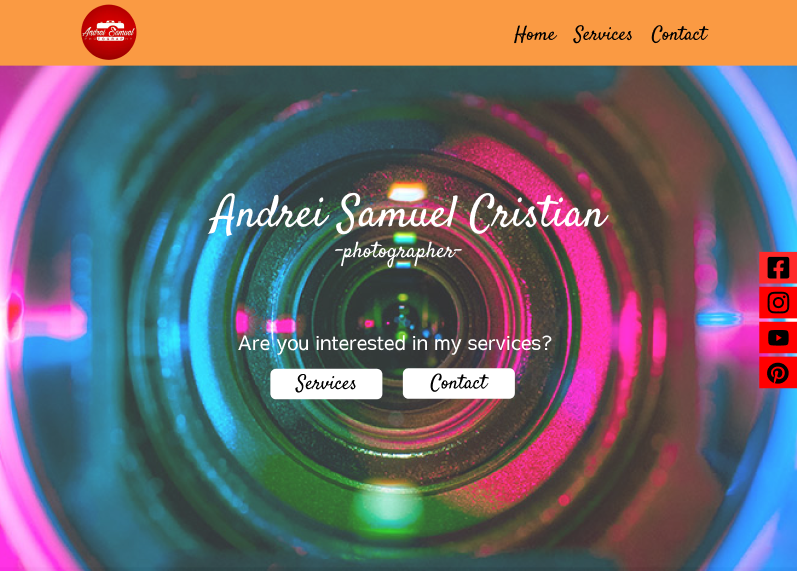 Andrei Samuel
Home Services Contact
Andrei Samuel Cristian
~photographer~
Are you interested in my services?
Services Contact